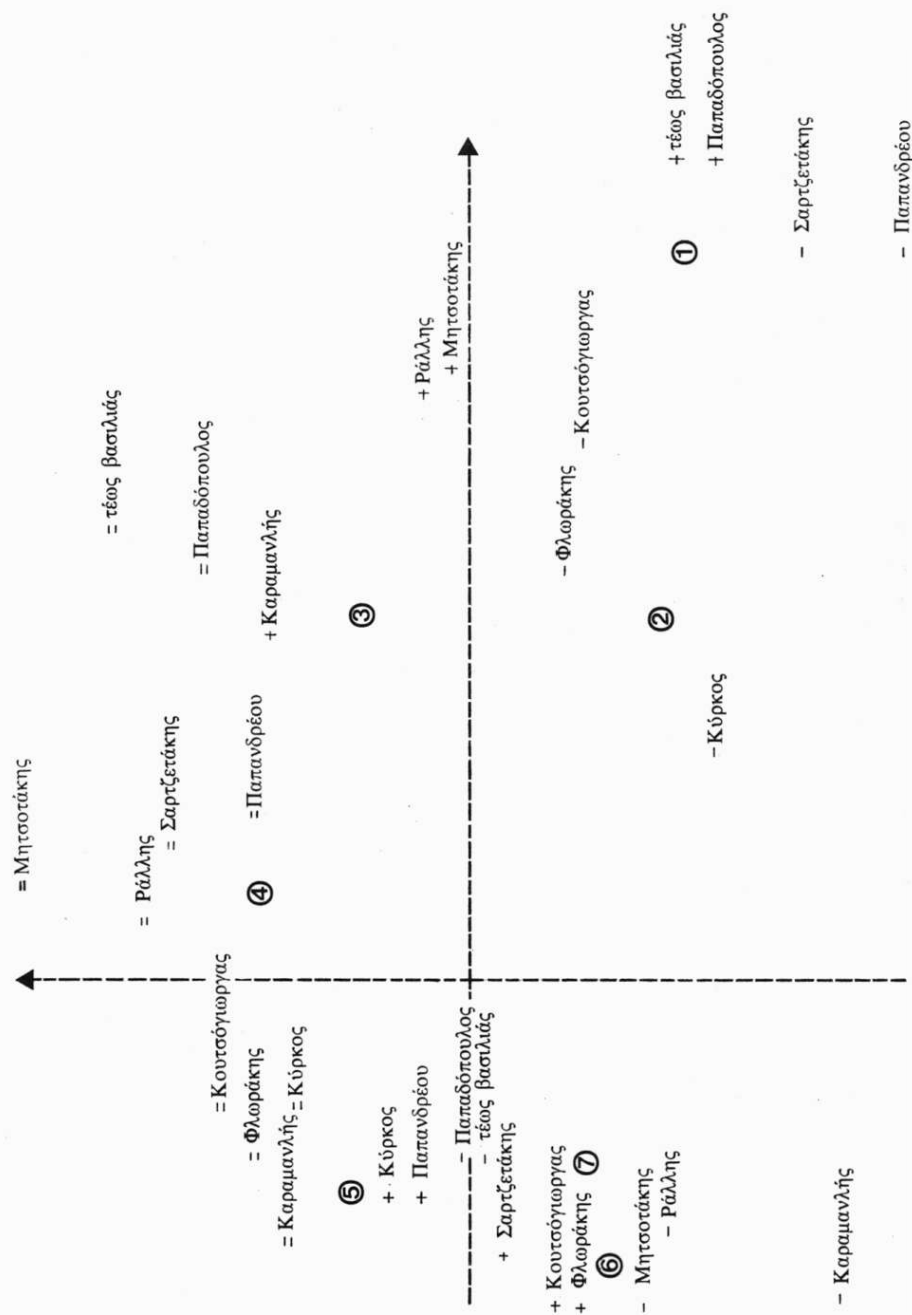 = Μητσοτάκης
= τέως βασιλιάς
= Ράλλης
= Σαρτζετάκης
= Παπαδόπουλος
= Κουτσόγιωργας
= Φλωράκης
= Παπανδρέου
④
+ Καραμανλής
= Καραμανλής
= Κύρκος
⑤
③
+ · Κύρκος
+ Παπανδρέου
+ Ράλλης
+ Μητσοτάκης
– Παπαδόπουλος
– τέως βασιλιάς
+ Σαρτζετάκης
+ Κουτσόγιωργας
– Φλωράκης
+ Φλωράκης ⑦
– Κουτσόγιωργας
⑥
– Μητσοτάκης
②
– Ράλλης
+ τέως βασιλιάς
①
– Κύρκος
+ Παπαδόπουλος
– Σαρτζετάκης
– Καραμανλής
– Παπανδρέου